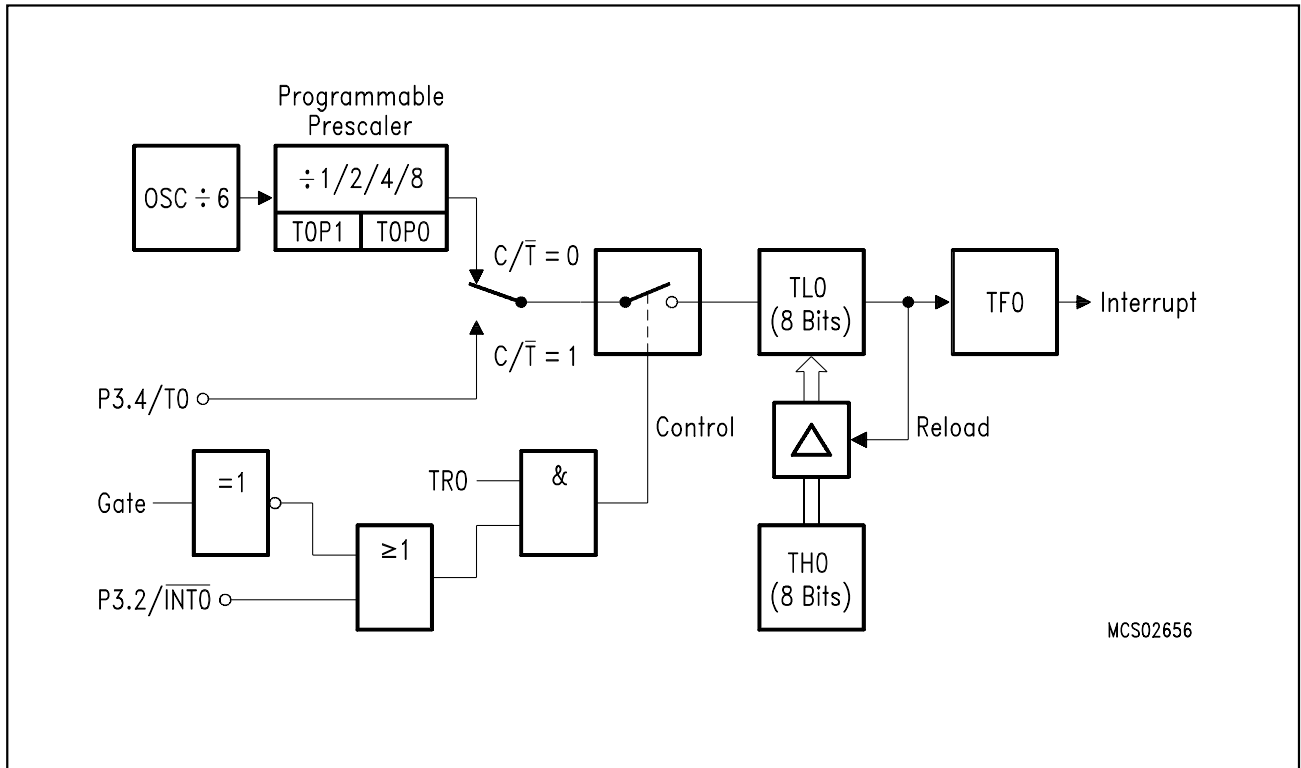 Programmable
Prescaler
OSC ÷ 6
÷ 1/2/4/8
T0P1
T0P0
C/T̅ = 0
C/T̅ = 1
P3.4/T0
TL0
(8 Bits)
TF0
Interrupt
Control
Reload
Gate
=1
TR0
&
≥1
P3.2/I̅N̅T̅0̅
TH0
(8 Bits)
MCS02656